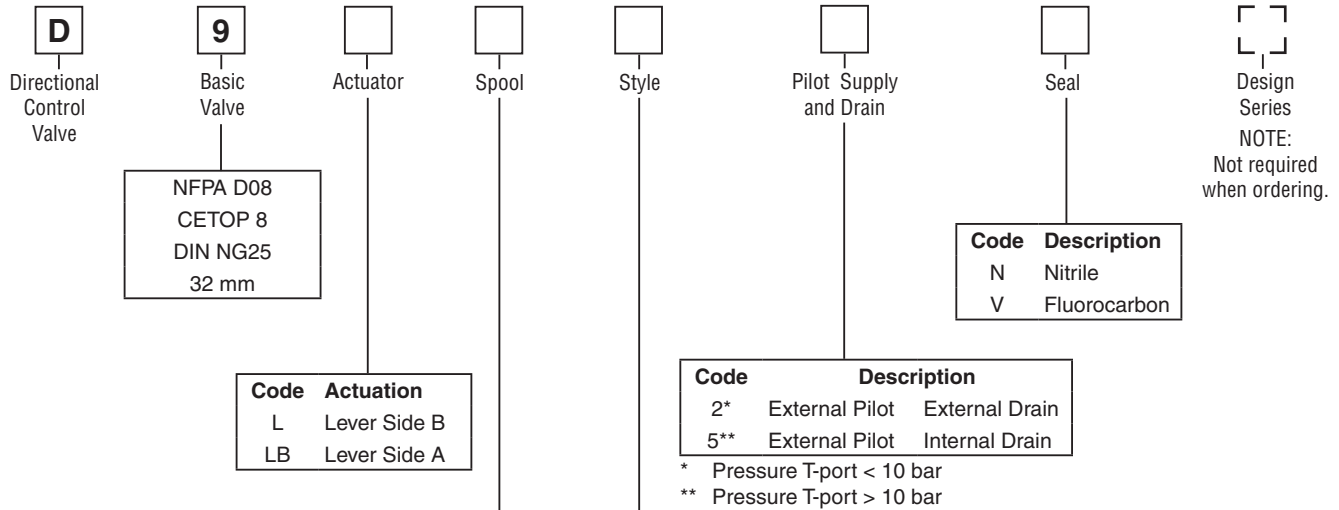 D
9
Directional
Control
Valve
Basic
Valve
Actuator
Spool
Style
Pilot Supply
and Drain
Seal
Design
Series
NOTE:
Not required
when ordering.
NFPA D08
CETOP 8
DIN NG25
32 mm
Code Description
N Nitrile
V Fluorocarbon
Code Actuation
L Lever Side B
LB Lever Side A
Code Description
2* External Pilot External Drain
5** External Pilot Internal Drain
* Pressure T-port < 10 bar
** Pressure T-port > 10 bar